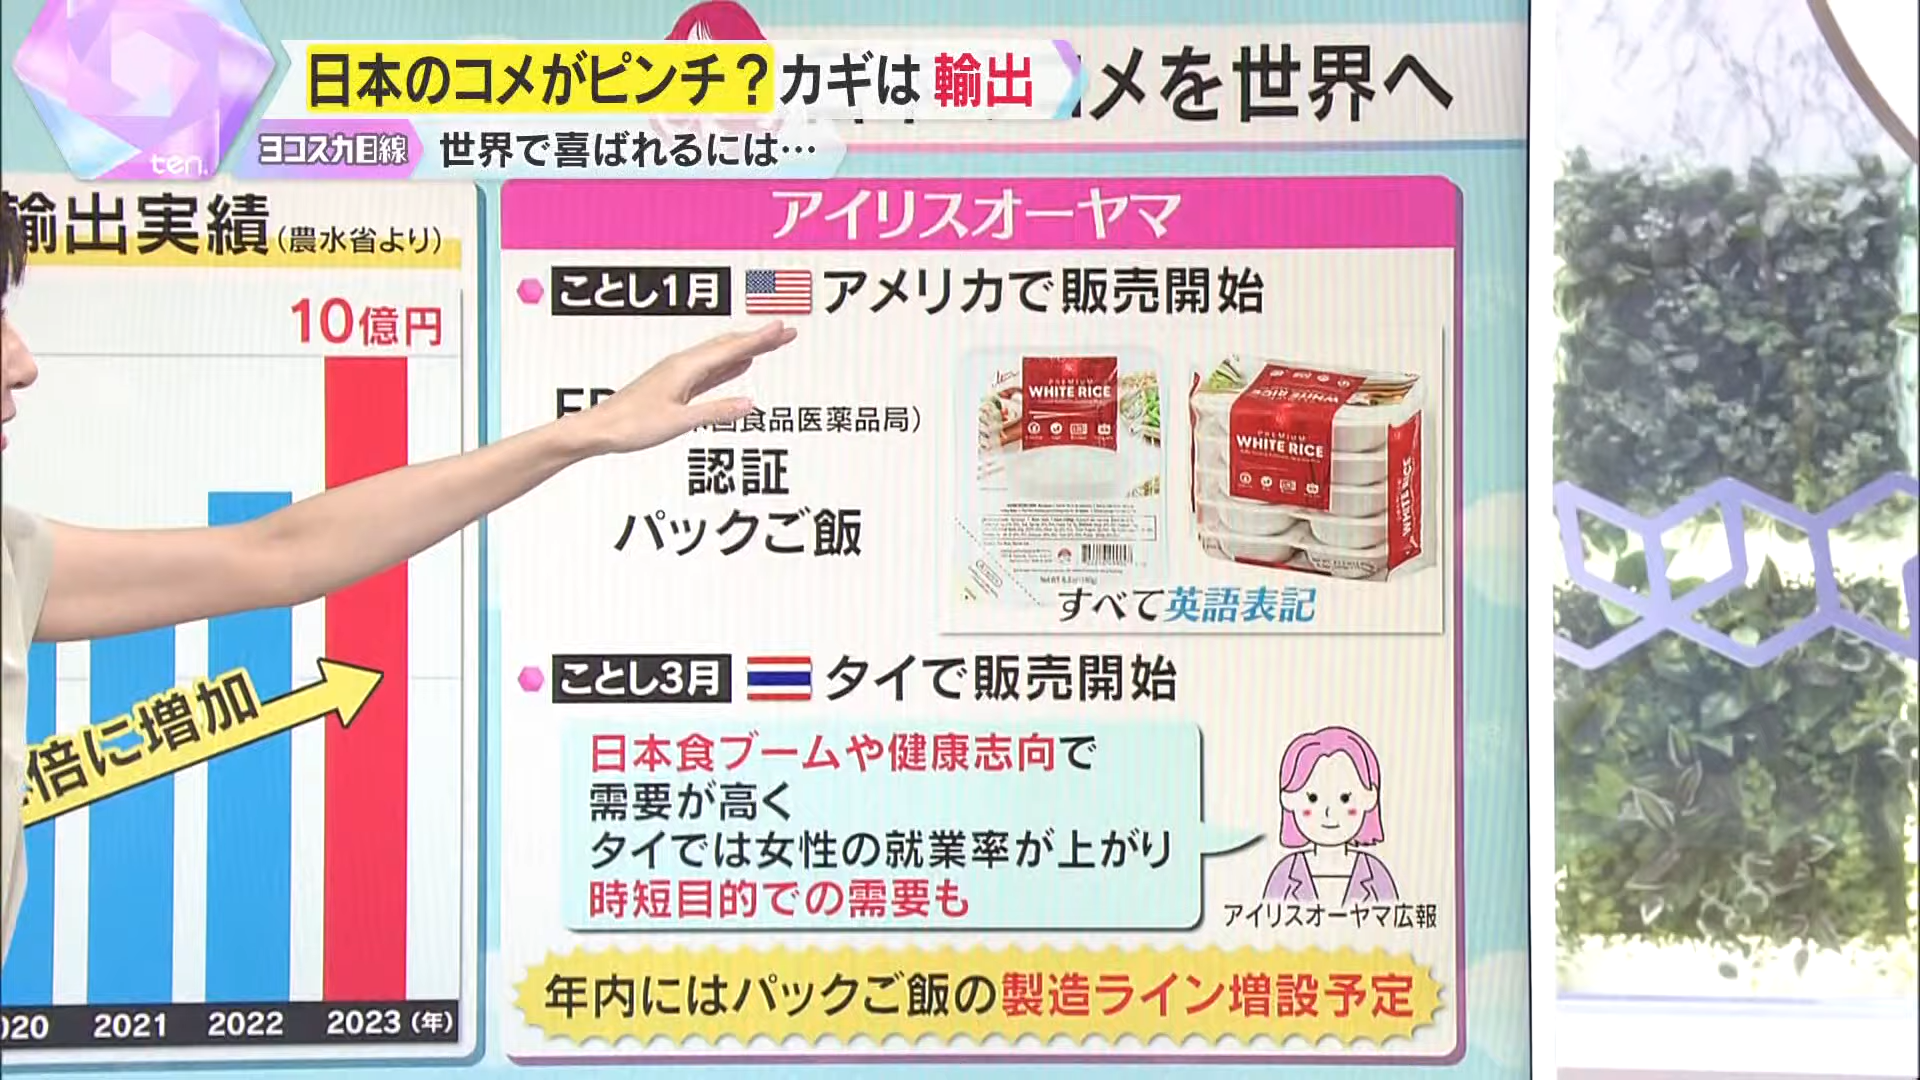 日本のコメがピンチ？カギは 輸出
コメを世界へ
ten.
ヨコスカ目線
世界で喜ばれるには…
輸出実績（農水省より）
10億円
倍に増加
020 2021 2022 2023（年）
アイリスオーヤマ
ことし1月 アメリカで販売開始
食品医薬品局）
認証
パックご飯
PREMIUM
WHITE RICE
PREMIUM
WHITE RICE
WHITE RICE
WHITE RICE
すべて英語表記
ことし3月 タイで販売開始
日本食ブームや健康志向で
需要が高く
タイでは女性の就業率が上がり
時短目的での需要も
アイリスオーヤマ広報
年内にはパックご飯の製造ライン増設予定